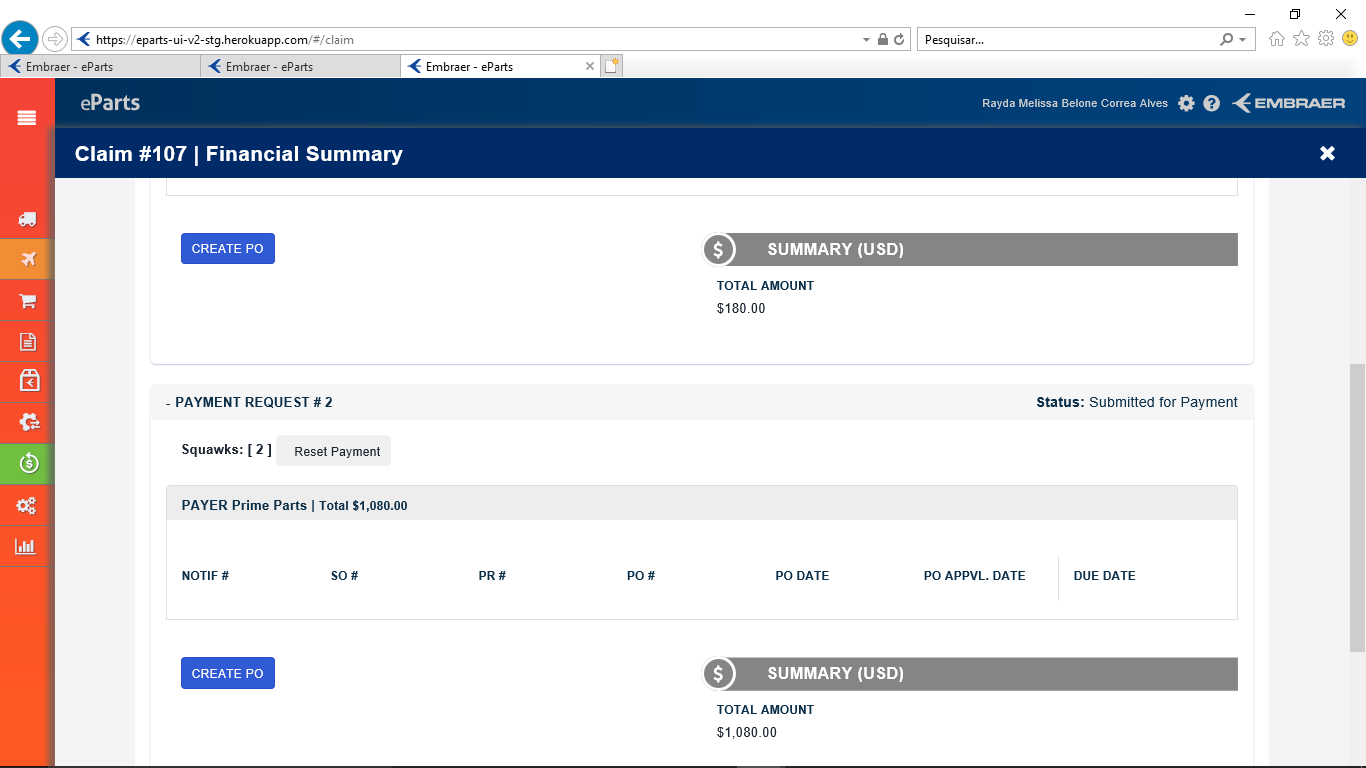 https://eparts-ui-v2-stg.herokuapp.com/#/claim
Pesquisar...
Embraer - eParts
Embraer - eParts
Embraer - eParts
eParts
Rayda Melissa Belone Correa Alves
EMBRAER
Claim #107 | Financial Summary
CREATE PO
$ SUMMARY (USD)
TOTAL AMOUNT
$180.00
- PAYMENT REQUEST # 2
Status: Submitted for Payment
Squawks: [ 2 ] Reset Payment
PAYER Prime Parts | Total $1,080.00
NOTIF # SO # PR # PO # PO DATE PO APPVL. DATE DUE DATE
CREATE PO
$ SUMMARY (USD)
TOTAL AMOUNT
$1,080.00